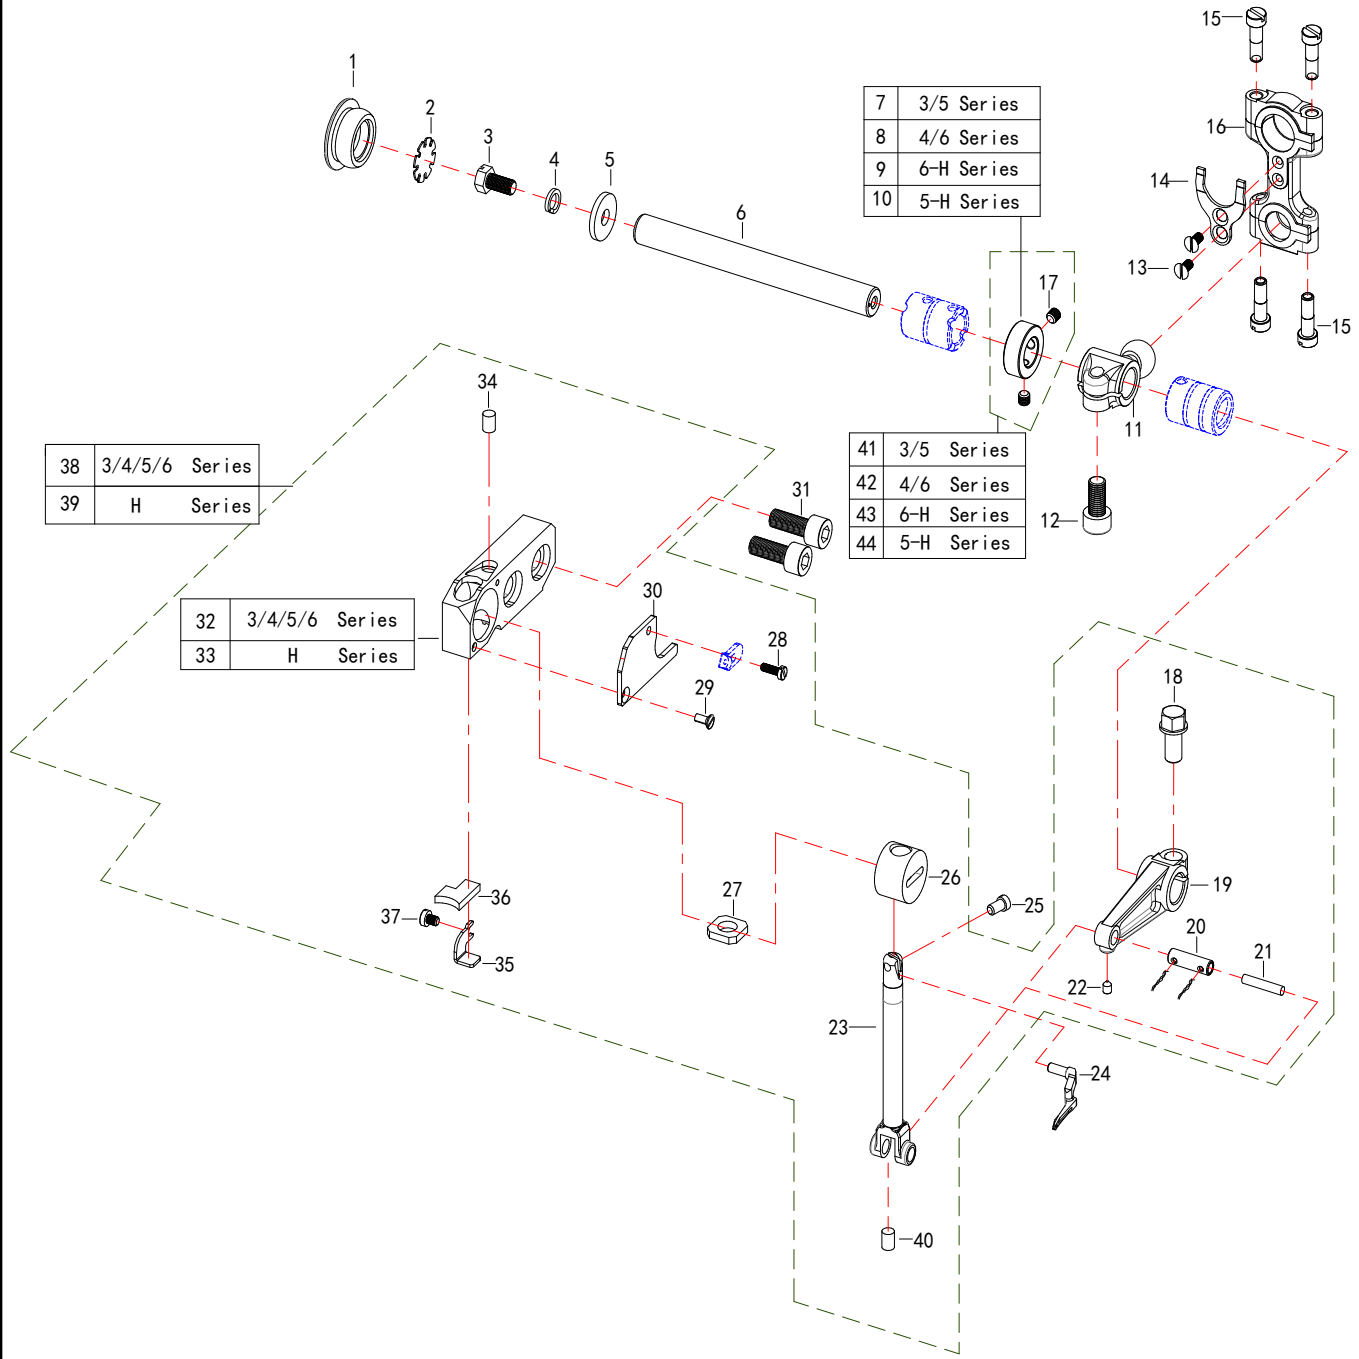 1
2
3
4
5
6
7 3/5 Series
8 4/6 Series
9 6-H Series
10 5-H Series
15
16
14
13
15
17
11
12
41 3/5 Series
42 4/6 Series
43 6-H Series
44 5-H Series
34
38 3/4/5/6 Series
39 H Series
31
32 3/4/5/6 Series
33 H Series
30
28
29
18
19
20
21
22
26
25
27
36
37
35
23
24
40